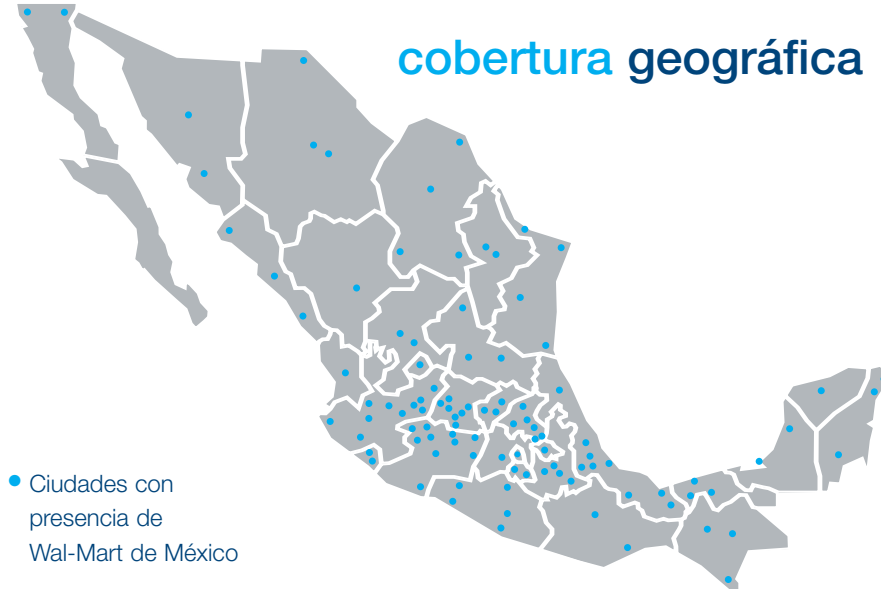 cobertura geográfica
Ciudades con
presencia de
Wal-Mart de México